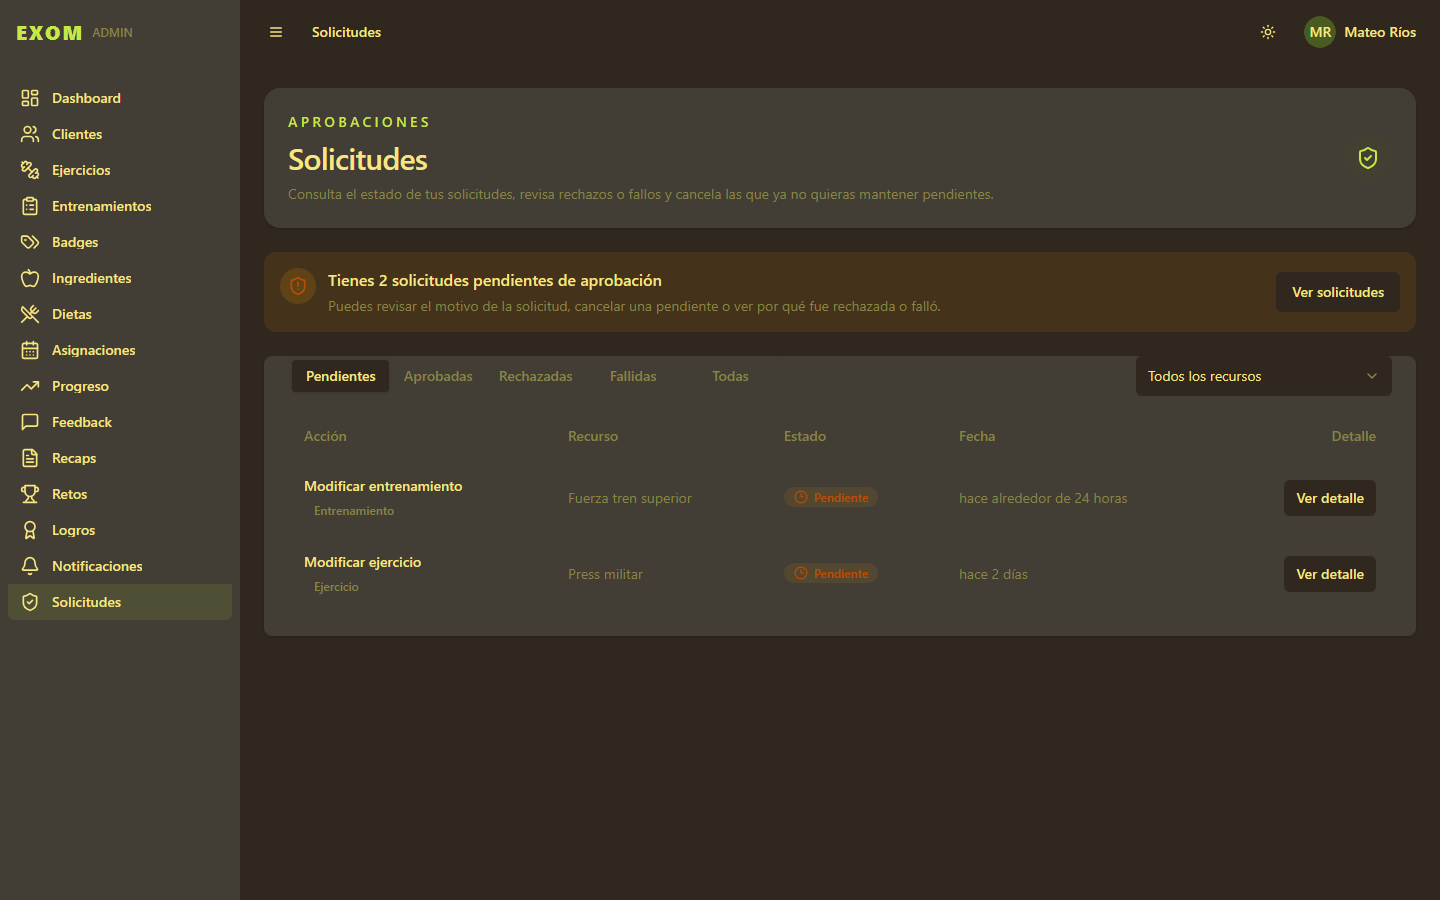 EXOM ADMIN
Dashboard
Clientes
Ejercicios
Entrenamientos
Badges
Ingredientes
Dietas
Asignaciones
Progreso
Feedback
Recaps
Retos
Logros
Notificaciones
Solicitudes
Solicitudes
MR Mateo Ríos
APROBACIONES
Solicitudes
Consulta el estado de tus solicitudes, revisa rechazos o fallos y cancela las que ya no quieras mantener pendientes.
Tienes 2 solicitudes pendientes de aprobación
Puedes revisar el motivo de la solicitud, cancelar una pendiente o ver por qué fue rechazada o falló.
Ver solicitudes
Pendientes Aprobadas Rechazadas Fallidas Todas Todos los recursos
Acción Recurso Estado Fecha Detalle
Modificar entrenamiento
Entrenamiento
Fuerza tren superior Pendiente hace alrededor de 24 horas Ver detalle
Modificar ejercicio
Ejercicio
Press militar Pendiente hace 2 días Ver detalle